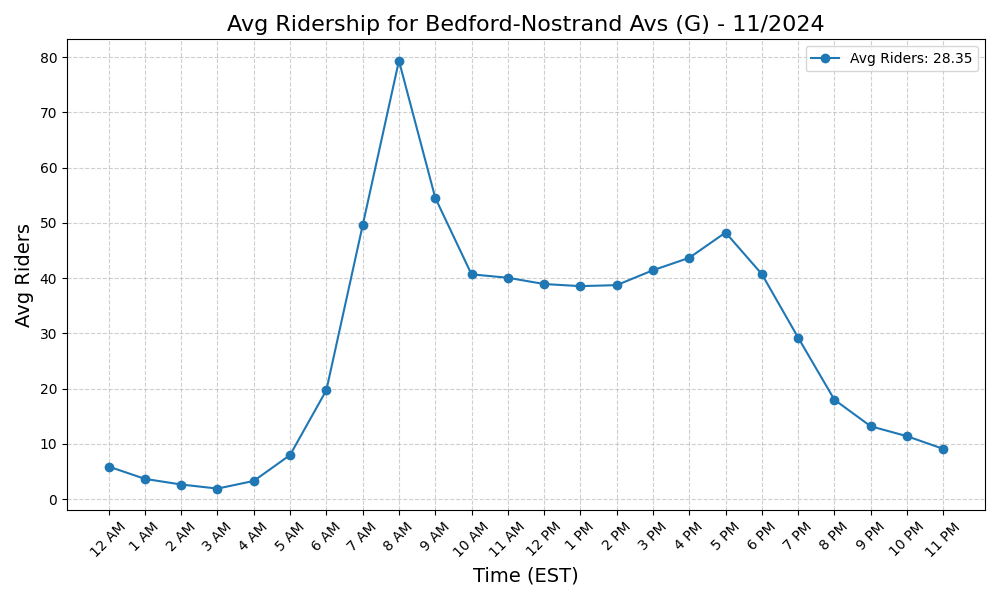 Avg Ridership for Bedford-Nostrand Avs (G) - 11/2024
Avg Riders: 28.35
Avg Riders
80
70
60
50
40
30
20
10
0
12 AM
1 AM
2 AM
3 AM
4 AM
5 AM
6 AM
7 AM
8 AM
9 AM
10 AM
11 AM
12 PM
1 PM
2 PM
3 PM
4 PM
5 PM
6 PM
7 PM
8 PM
9 PM
10 PM
11 PM
Time (EST)